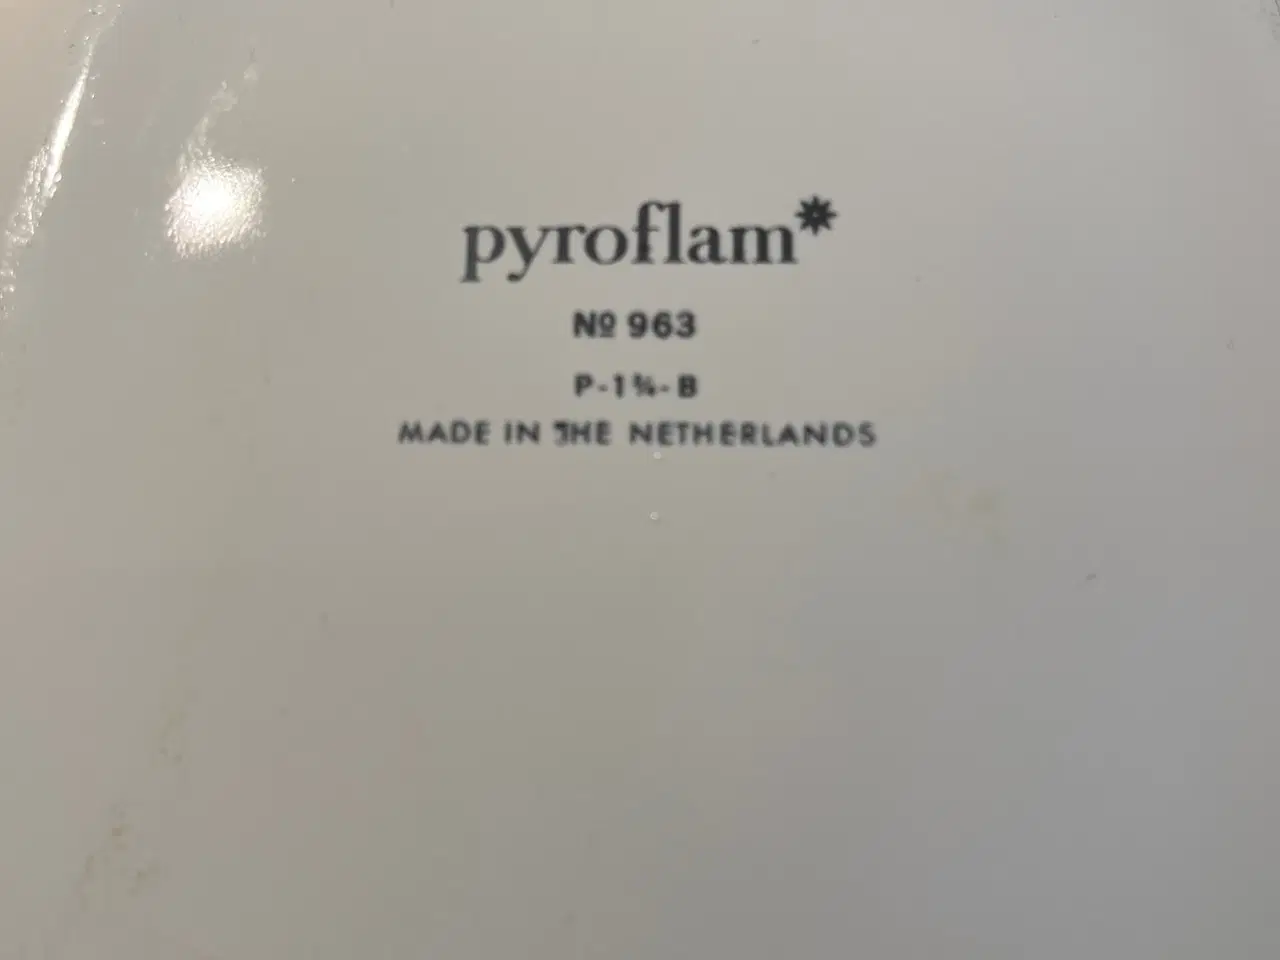 pyroflam*
Nº 963
P-1¾-B
MADE IN THE NETHERLANDS